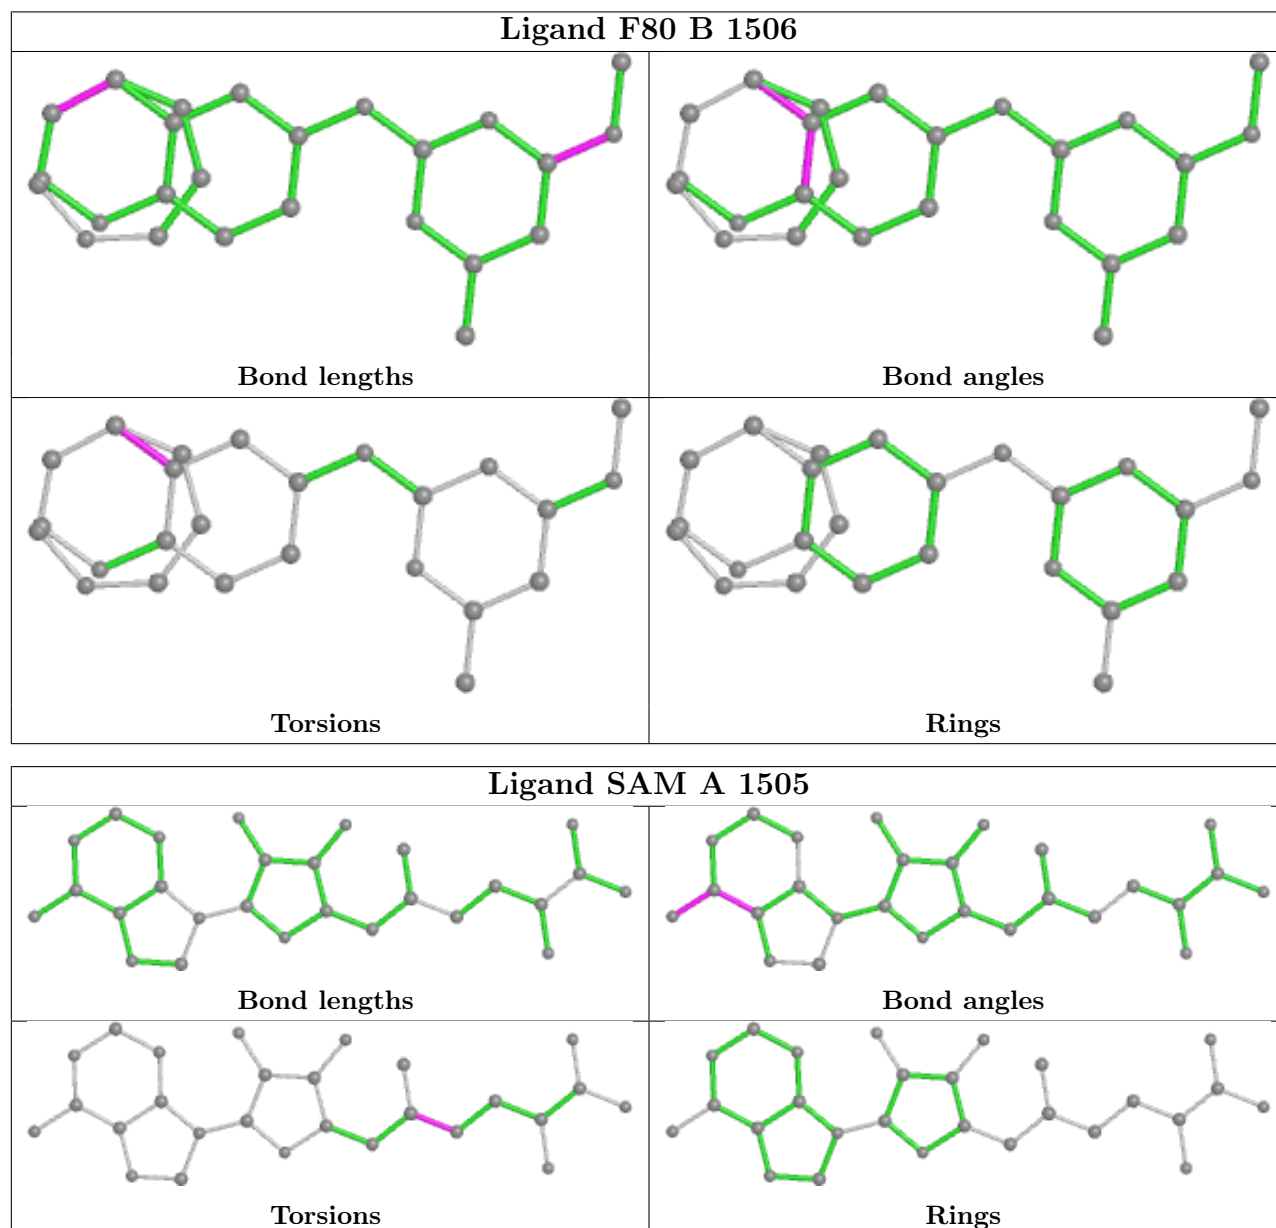 Ligand F80 B 1506
Bond lengths
Bond angles
Torsions
Rings
Ligand SAM A 1505
Bond lengths
Bond angles
Torsions
Rings